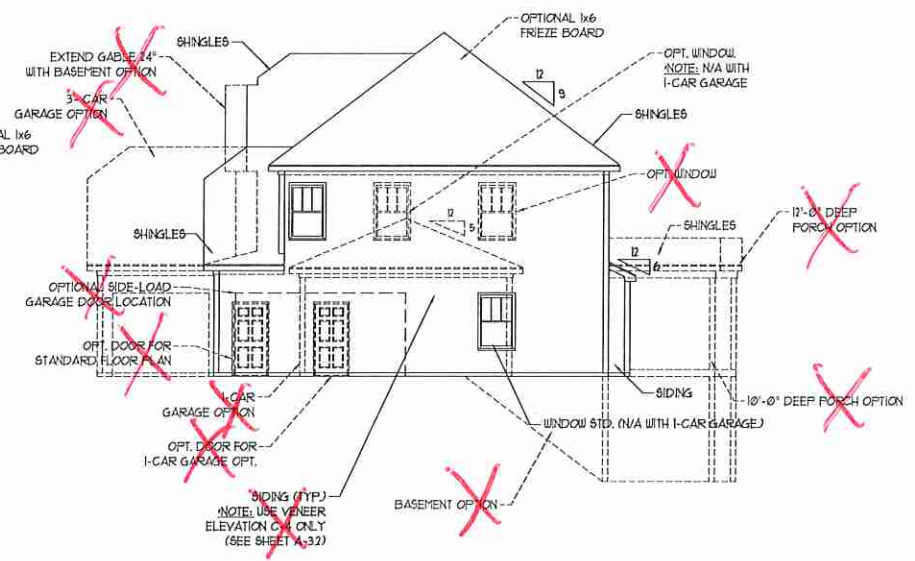 OPTIONAL 1x6
FRIEZE BOARD
SHINGLES
EXTEND GABLE 24"
WITH BASEMENT OPTION
OPT. WINDOW.
NOTE: N/A WITH
1-CAR GARAGE
12
9
3-CAR
GARAGE OPTION
AL 1x6
BOARD
SHINGLES
OPT. WINDOW
12
5
12'-0" DEEP
PORCH OPTION
SHINGLES
SHINGLES
12
6
OPTIONAL SIDE-LOAD
GARAGE DOOR LOCATION
OPT. DOOR FOR
STANDARD FLOOR PLAN
SIDING
1-CAR
GARAGE OPTION
10'-0" DEEP PORCH OPTION
WINDOW STD. (N/A WITH 1-CAR GARAGE)
OPT. DOOR FOR
1-CAR GARAGE OPT.
SIDING (TYP.)
NOTE: USE VENEER
ELEVATION C-4 ONLY
(SEE SHEET A-3.2)
BASEMENT OPTION